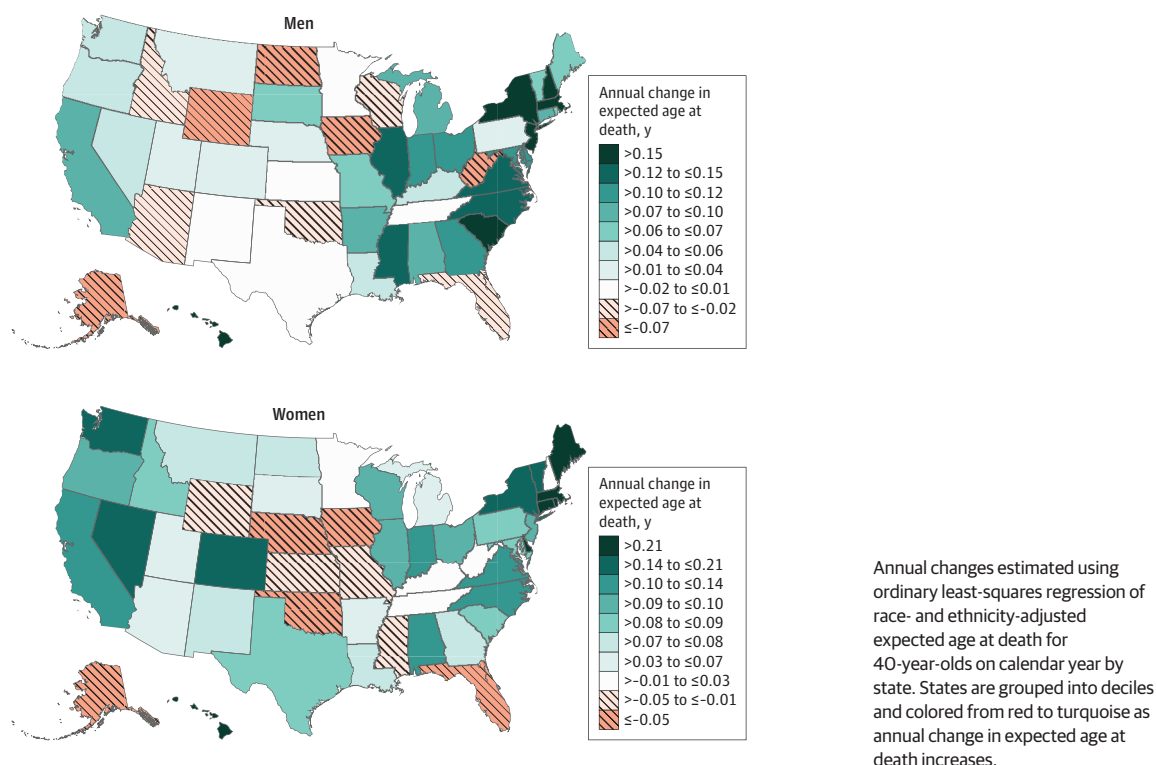 Men
Annual change in
expected age at
death, y
>0.15
>0.12 to ≤0.15
>0.10 to ≤0.12
>0.07 to ≤0.10
>0.06 to ≤0.07
>0.04 to ≤0.06
>0.01 to ≤0.04
>−0.02 to ≤0.01
>−0.07 to ≤−0.02
≤−0.07
Women
Annual change in
expected age at
death, y
>0.21
>0.14 to ≤0.21
>0.10 to ≤0.14
>0.09 to ≤0.10
>0.08 to ≤0.09
>0.07 to ≤0.08
>0.03 to ≤0.07
>−0.01 to ≤0.03
>−0.05 to ≤−0.01
≤−0.05
Annual changes estimated using
ordinary least-squares regression of
race- and ethnicity-adjusted
expected age at death for
40-year-olds on calendar year by
state. States are grouped into deciles
and colored from red to turquoise as
annual change in expected age at
death increases.